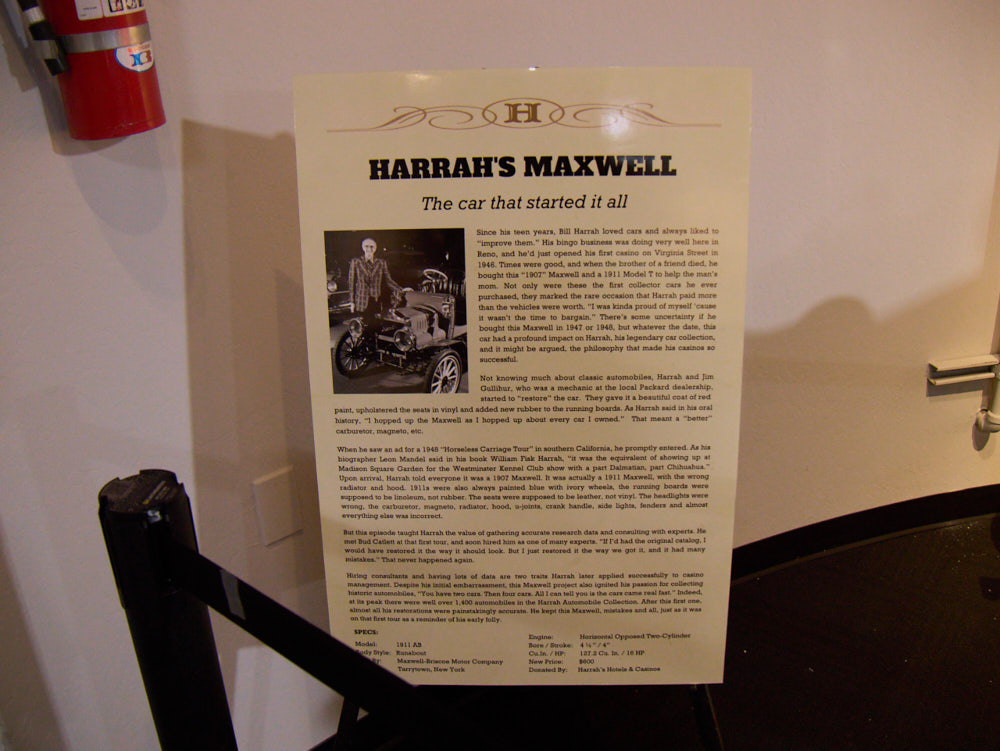 H
HARRAH'S MAXWELL
The car that started it all
Since his teen years, Bill Harrah loved cars and always liked to
"improve them." His bingo business was doing very well here in
Reno, and he'd just opened his first casino on Virginia Street in
1946. Times were good, and when the brother of a friend died, he
bought this "1907" Maxwell and a 1911 Model T to help the man's
mom. Not only were these the first collector cars he ever
purchased, they marked the rare occasion that Harrah paid more
than the vehicles were worth. "I was kinda proud of myself 'cause
it wasn't the time to bargain." There's some uncertainty if he
bought this Maxwell in 1947 or 1948, but whatever the date, this
car had a profound impact on Harrah, his legendary car collection,
and it might be argued, the philosophy that made his casinos so
successful.
Not knowing much about classic automobiles, Harrah and Jim
Gullihur, who was a mechanic at the local Packard dealership,
started to "restore" the car. They gave it a beautiful coat of red
paint, upholstered the seats in vinyl and added new rubber to the running boards. As Harrah said in his oral
history, "I hopped up the Maxwell as I hopped up about every car I owned." That meant a "better"
carburetor, magneto, etc.
When he saw an ad for a 1948 "Horseless Carriage Tour" in southern California, he promptly entered. As his
biographer Leon Mandel said in his book William Fisk Harrah, "it was the equivalent of showing up at
Madison Square Garden for the Westminster Kennel Club show with a part Dalmatian, part Chihuahua."
Upon arrival, Harrah told everyone it was a 1907 Maxwell. It was actually a 1911 Maxwell, with the wrong
radiator and hood. 1911s were also always painted blue with ivory wheels, the running boards were
supposed to be linoleum, not rubber. The seats were supposed to be leather, not vinyl. The headlights were
wrong, the carburetor, magneto, radiator, hood, u-joints, crank handle, side lights, fenders and almost
everything else was incorrect.
But this episode taught Harrah the value of gathering accurate research data and consulting with experts. He
met Bud Catlett at that first tour, and soon hired him as one of many experts. "If I'd had the original catalog, I
would have restored it the way it should look. But I just restored it the way we got it, and it had many
mistakes." That never happened again.
Hiring consultants and having lots of data are two traits Harrah later applied successfully to casino
management. Despite his initial embarrassment, this Maxwell project also ignited his passion for collecting
historic automobiles, "You have two cars. Then four cars. All I can tell you is the cars came real fast." Indeed,
at its peak there were well over 1,400 automobiles in the Harrah Automobile Collection. After this first one,
almost all his restorations were painstakingly accurate. He kept this Maxwell, mistakes and all, just as it was
on that first tour as a reminder of his early folly.
SPECS:
Model: 1911 AB
Body Style: Runabout
By: Maxwell-Briscoe Motor Company
Tarrytown, New York
Engine: Horizontal Opposed Two-Cylinder
Bore / Stroke: 4 ½" / 4"
Cu.In. / HP: 127.2 Cu. In. / 16 HP
New Price: $600
Donated By: Harrah's Hotels & Casinos